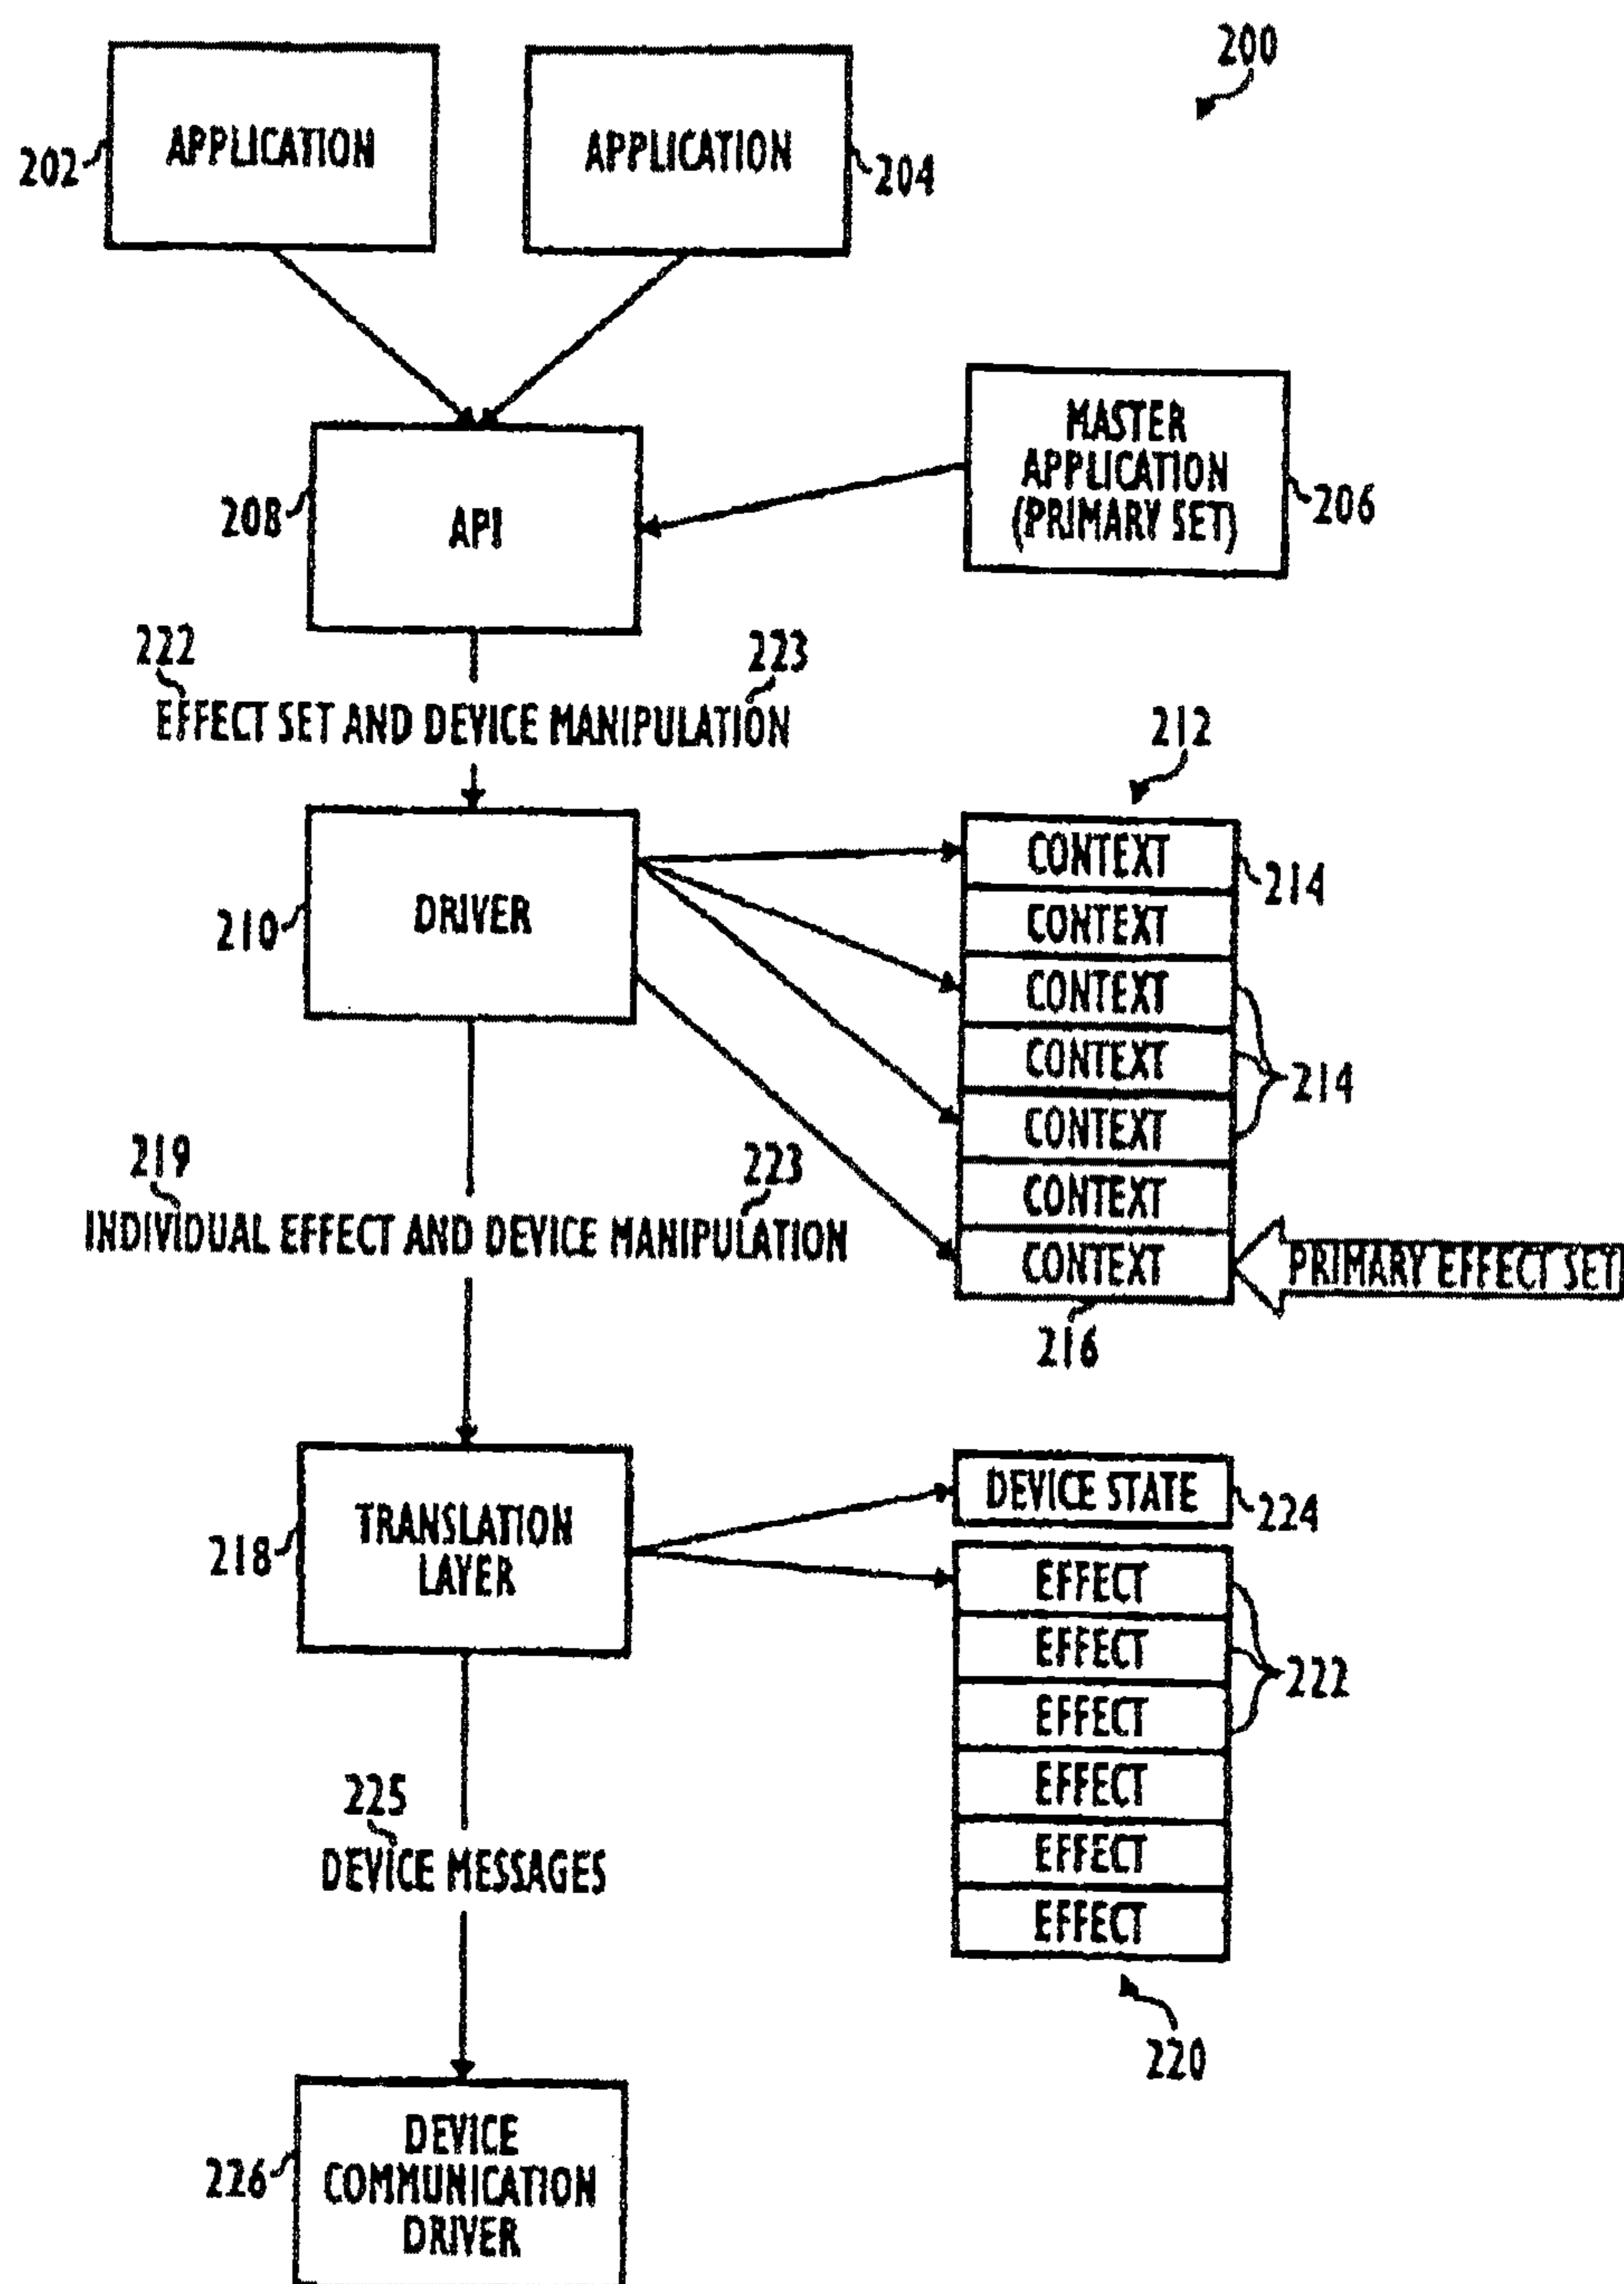 200
APPLICATION
APPLICATION
202
204
MASTER
APPLICATION
(PRIMARY SET)
206
208
API
222
223
EFFECT SET AND DEVICE MANIPULATION
212
CONTEXT
214
CONTEXT
DRIVER
210
CONTEXT
CONTEXT
214
CONTEXT
219
223
CONTEXT
INDIVIDUAL EFFECT AND DEVICE MANIPULATION
CONTEXT
PRIMARY EFFECT SET
216
DEVICE STATE
224
TRANSLATION
LAYER
218
EFFECT
EFFECT
222
EFFECT
EFFECT
225
DEVICE MESSAGES
EFFECT
EFFECT
220
DEVICE
COMMUNICATION
DRIVER
226